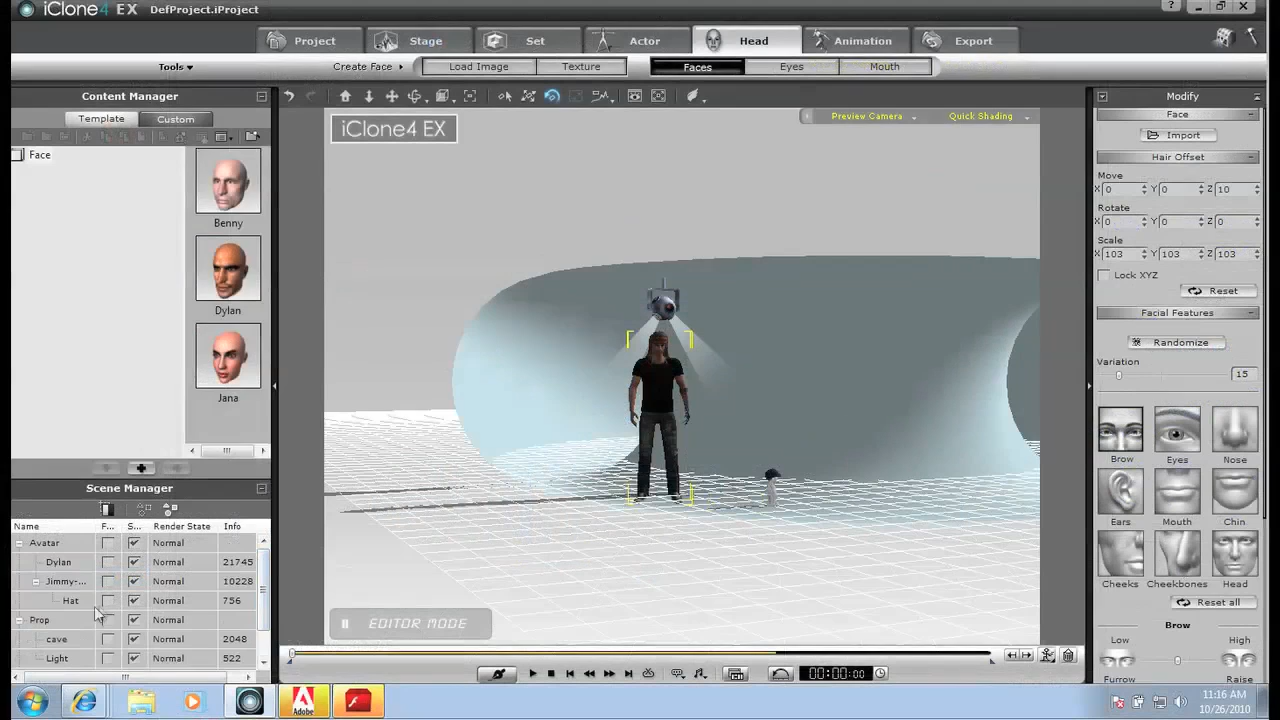 iClone4 EX DefProject.iProject
Project Stage Set Actor Head Animation Export
Tools Create Face Load Image Texture Faces Eyes Mouth
Content Manager
Template Custom
Face
Benny
Dylan
Jana
Scene Manager
Name F... S... Render State Info
Avatar Normal
Dylan Normal 21745
Jimmy-... Normal 10228
Hat Normal 756
Prop Normal
cave Normal 2048
Light Normal 522
iClone4 EX
Preview Camera Quick Shading
EDITOR MODE
00:00:00
Modify
Face
Import
Hair Offset
Move
X 0 Y 0 Z 10
Rotate
X 0 Y 0 Z 0
Scale
X 103 Y 103 Z 103
Lock XYZ
Reset
Facial Features
Randomize
Variation
15
Brow Eyes Nose
Ears Mouth Chin
Cheeks Cheekbones Head
Reset all
Brow
Low High
Furrow Raise
11:16 AM
10/26/2010
Adobe